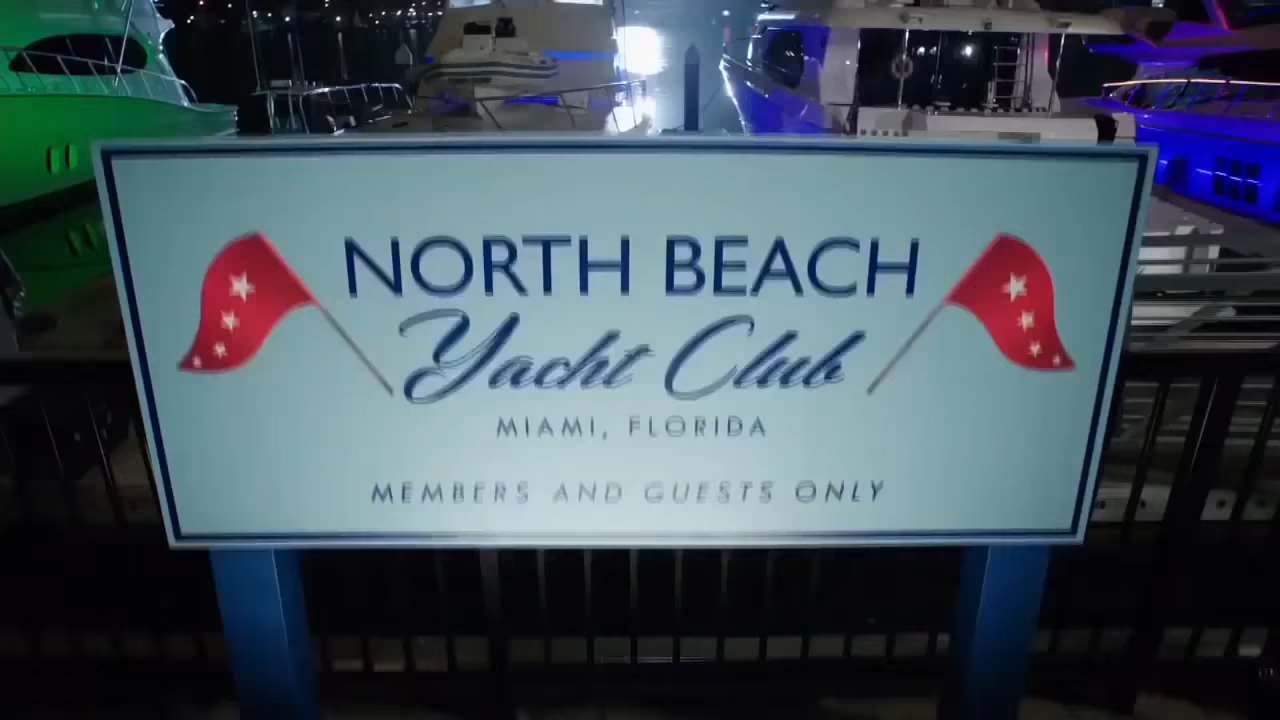 NORTH BEACH
Yacht Club
MIAMI, FLORIDA
MEMBERS AND GUESTS ONLY